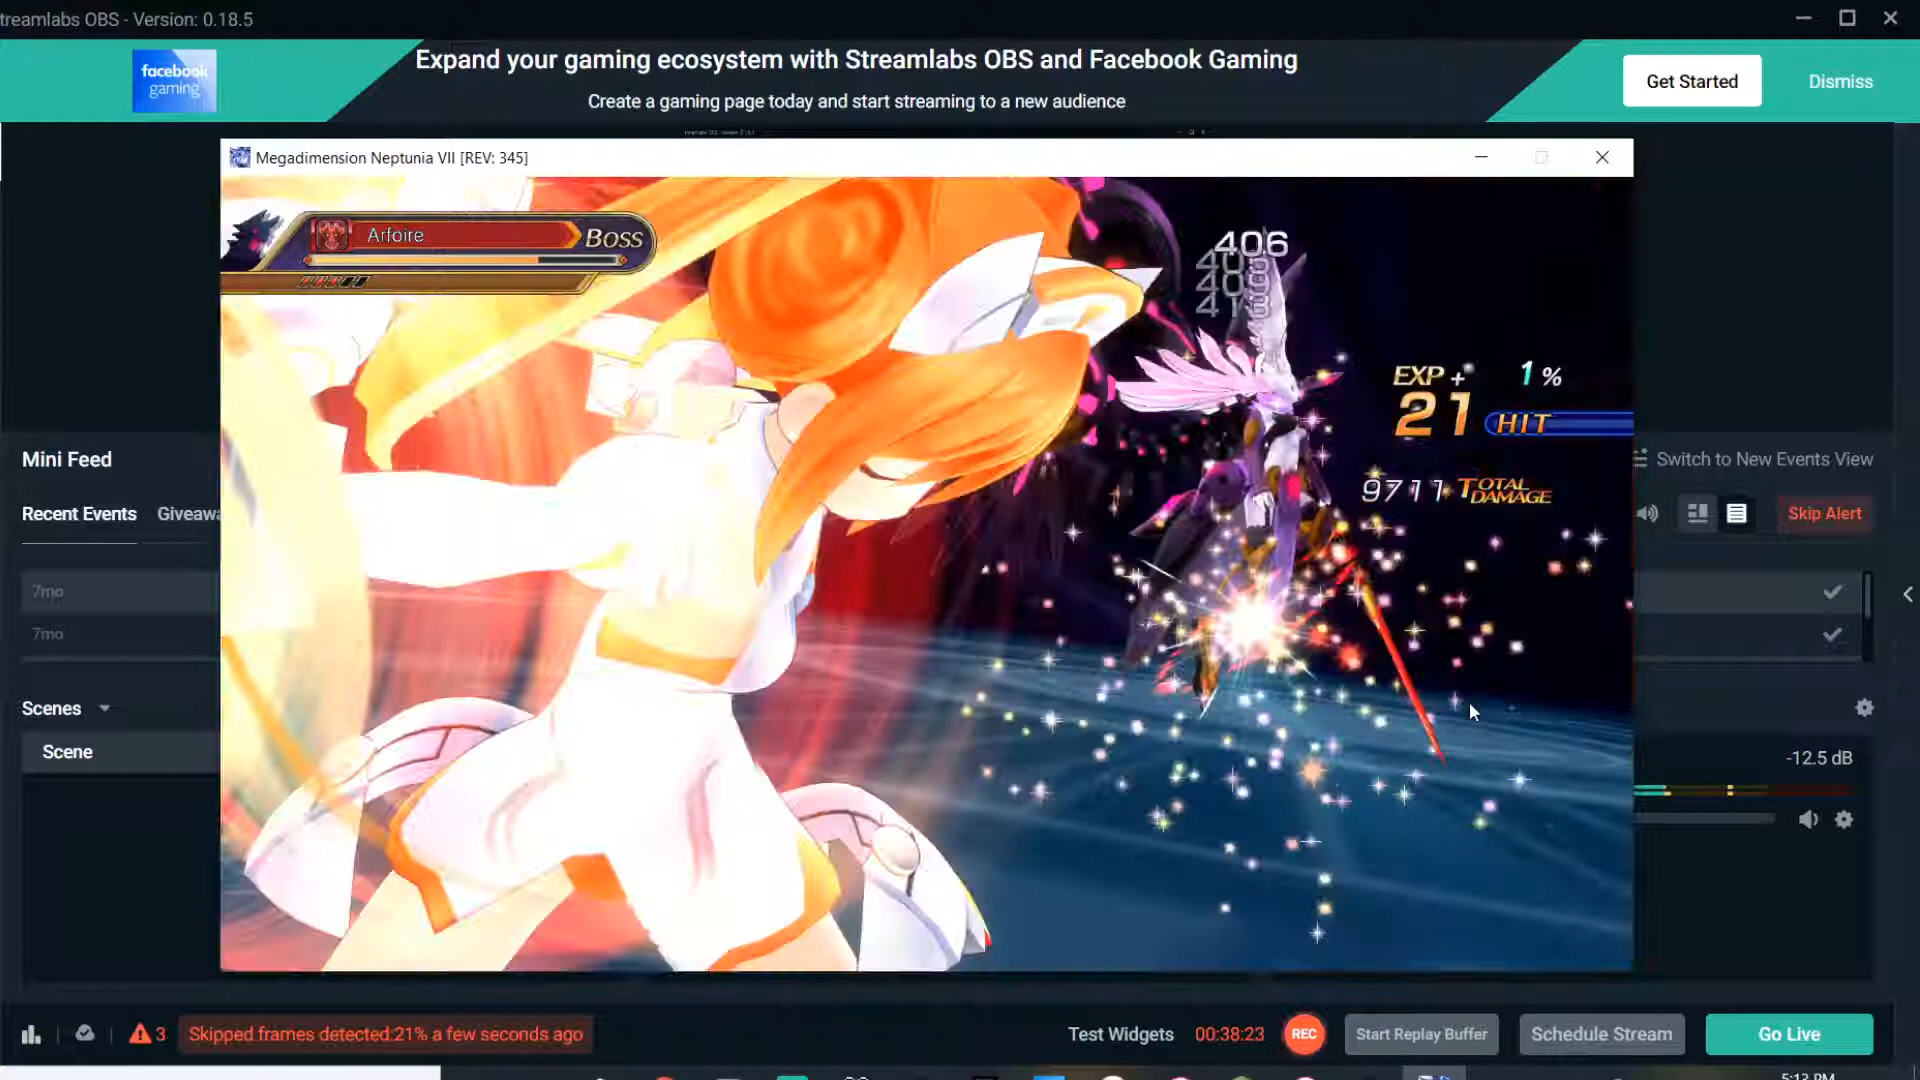 treamlabs OBS - Version: 0.18.5
facebook
gaming
Expand your gaming ecosystem with Streamlabs OBS and Facebook Gaming
Create a gaming page today and start streaming to a new audience
Get Started
Dismiss
Megadimension Neptunia VII [REV: 345]
Arfoire
BOSS
406
EXP + 1 %
21 HIT
9711 TOTAL DAMAGE
Mini Feed
Switch to New Events View
Recent Events
Giveawa
Skip Alert
7mo
7mo
Scenes
Scene
-12.5 dB
3
Skipped frames detected:21% a few seconds ago
Test Widgets
00:38:23
REC
Start Replay Buffer
Schedule Stream
Go Live
5:13 PM